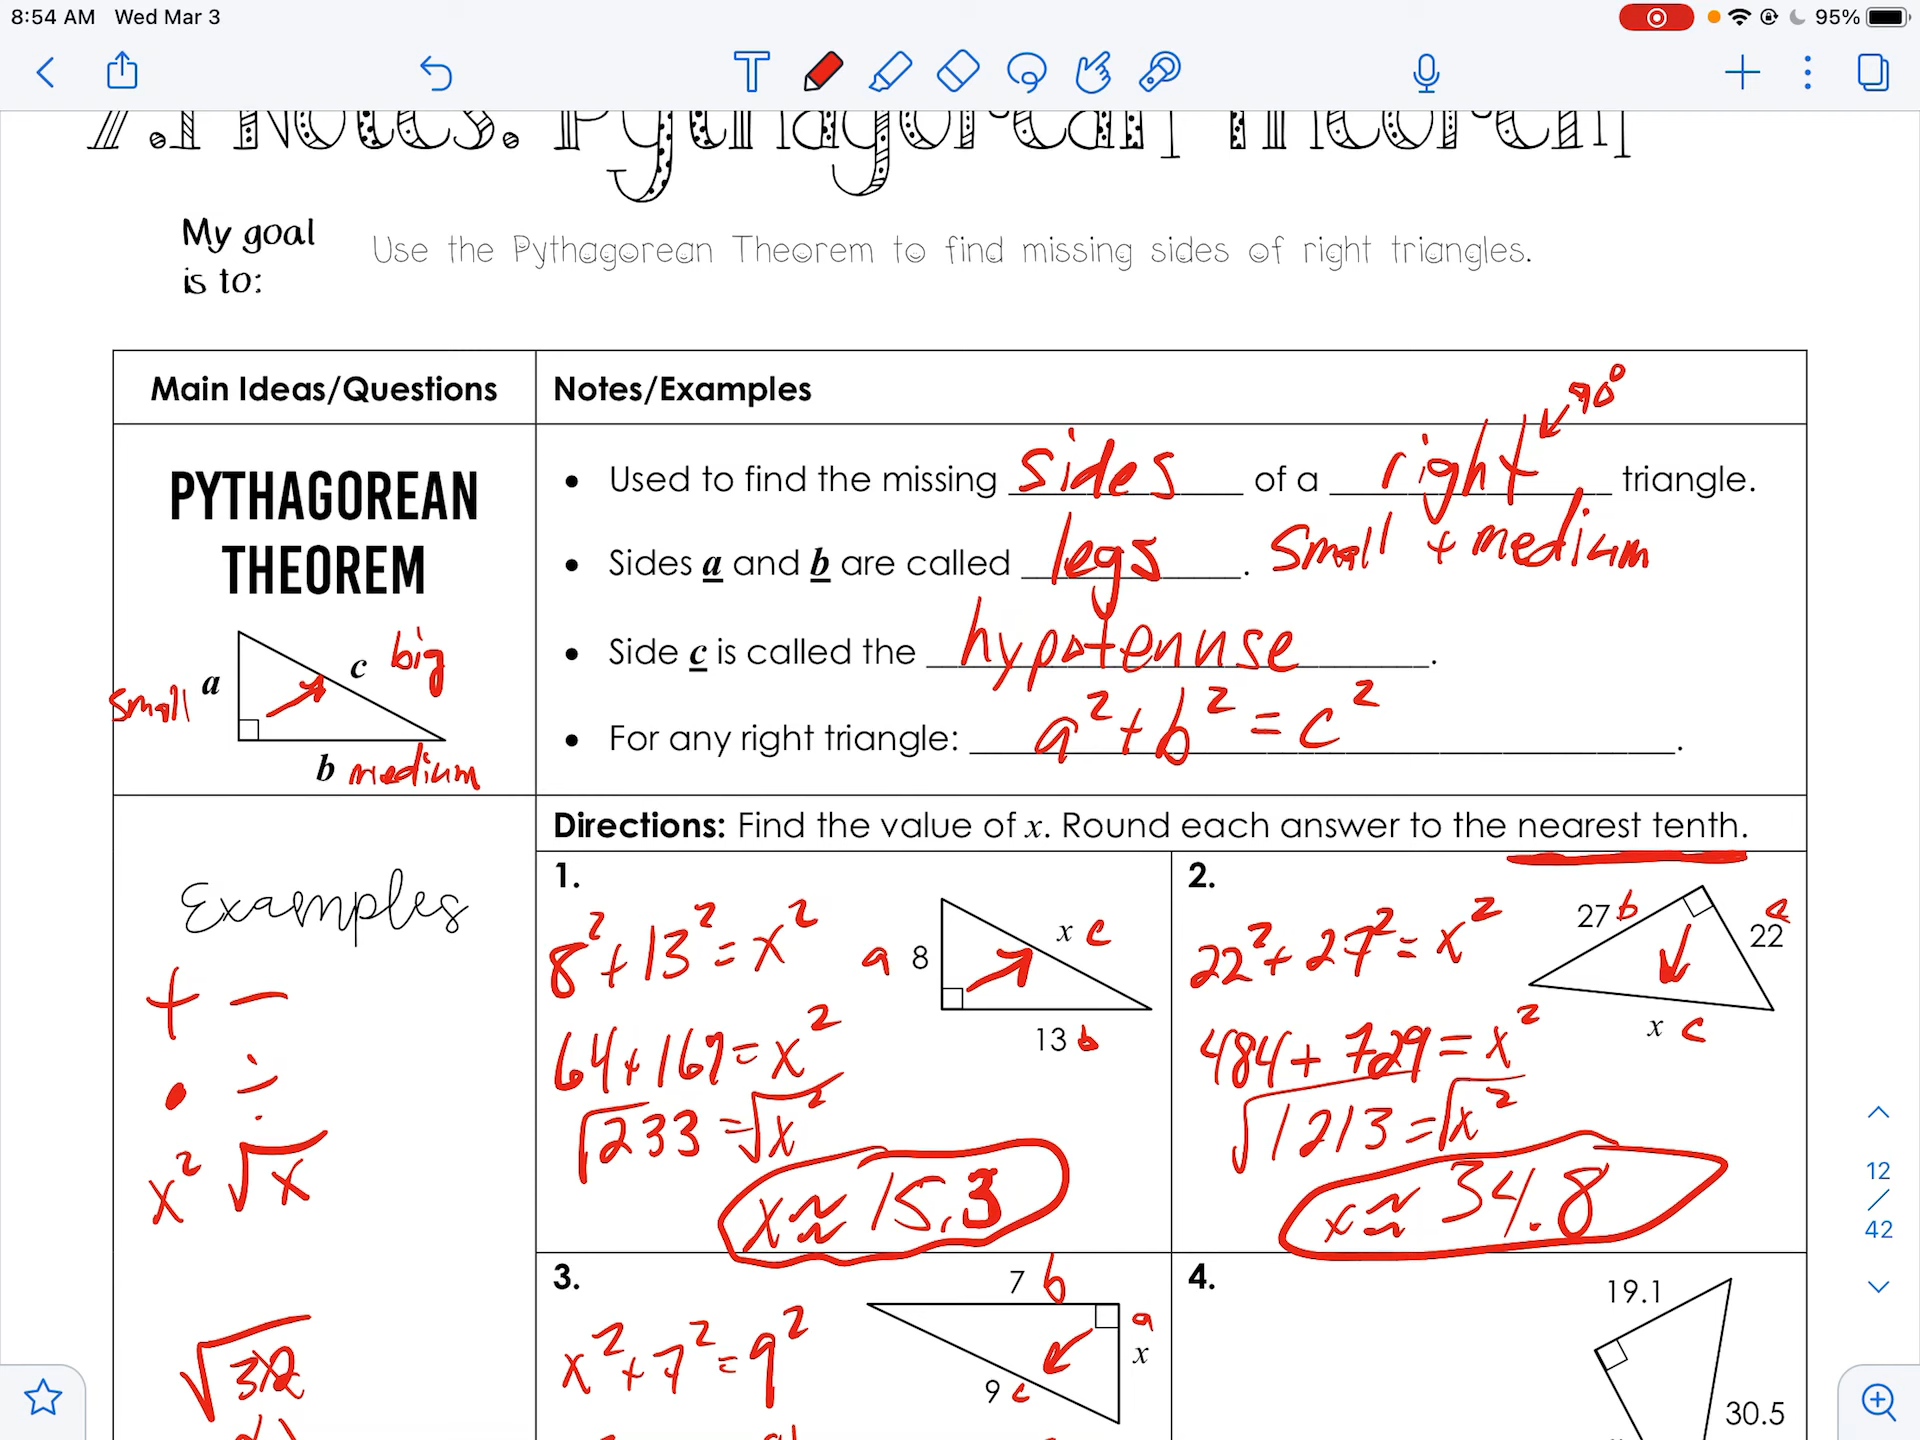 8:54 AM Wed Mar 3
95%
7.1 Notes: Pythagorean Theorem
My goal
is to:
Use the Pythagorean Theorem to find missing sides of right triangles.
Main Ideas/Questions
Notes/Examples
90°
PYTHAGOREAN
THEOREM
a
small
c big
b medium
• Used to find the missing sides of a right triangle.
• Sides a and b are called legs. small + medium
• Side c is called the hypotenuse.
• For any right triangle: a² + b² = c².
Directions: Find the value of x. Round each answer to the nearest tenth.
Examples
+ −
• ÷
x² √x
1.
8² + 13² = x²
a 8
x c
13 b
64 + 169 = x²
√233 = √x²
x ≈ 15.3
2.
22² + 27² = x²
27 b
a
22
x c
484 + 729 = x²
√1213 = √x²
x ≈ 34.8
3.
7 b
a
x
9 c
x² + 7² = 9²
4.
19.1
30.5
12
/
42